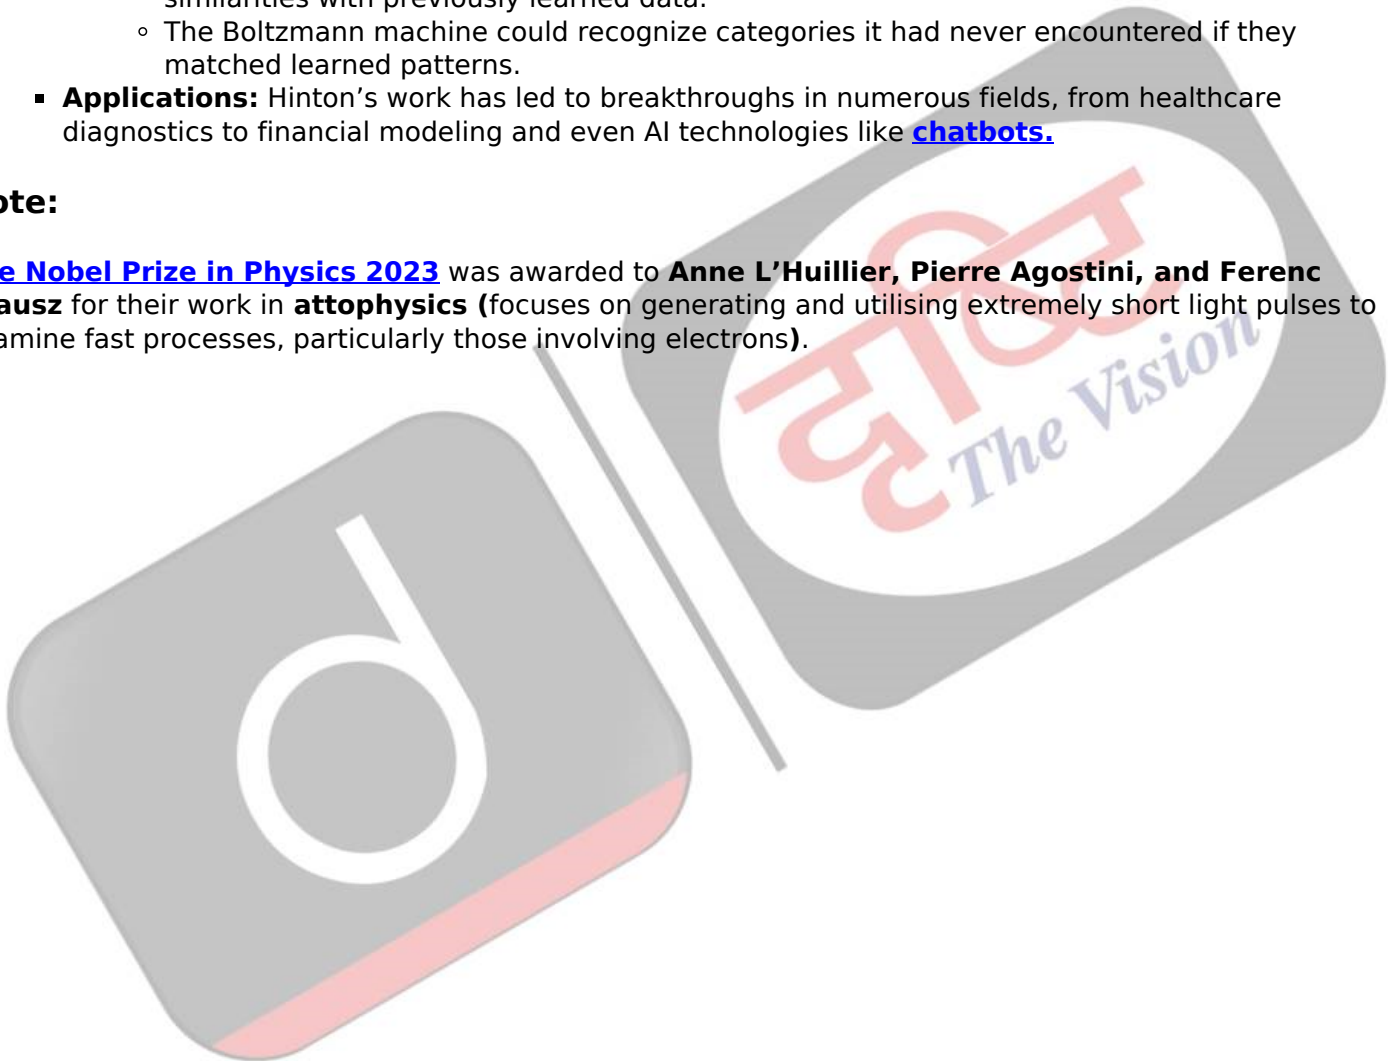 similarities with previously learned data.
The Boltzmann machine could recognize categories it had never encountered if they
matched learned patterns.
Applications: Hinton’s work has led to breakthroughs in numerous fields, from healthcare
diagnostics to financial modeling and even AI technologies like chatbots.
ote:
e Nobel Prize in Physics 2023 was awarded to Anne L’Huillier, Pierre Agostini, and Ferenc
ausz for their work in attophysics (focuses on generating and utilising extremely short light pulses to
amine fast processes, particularly those involving electrons).
दृष्टि
The Vision
d